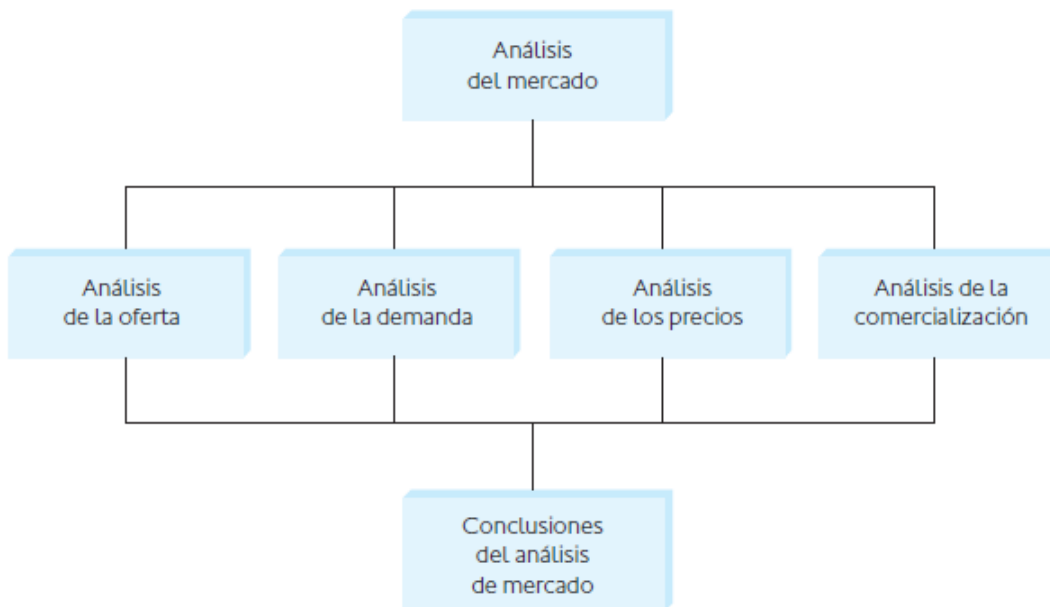 Análisis
del mercado
Análisis
de la oferta
Análisis
de la demanda
Análisis
de los precios
Análisis de la
comercialización
Conclusiones
del análisis
de mercado